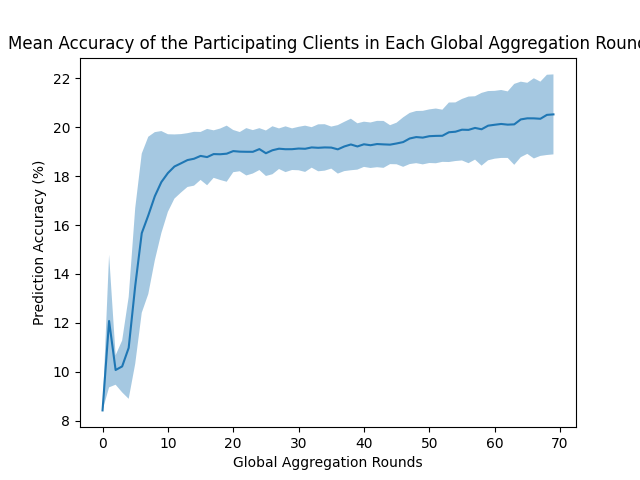 Mean Accuracy of the Participating Clients in Each Global Aggregation Roun
Prediction Accuracy (%)
22
20
18
16
14
12
10
8
0 10 20 30 40 50 60 70
Global Aggregation Rounds